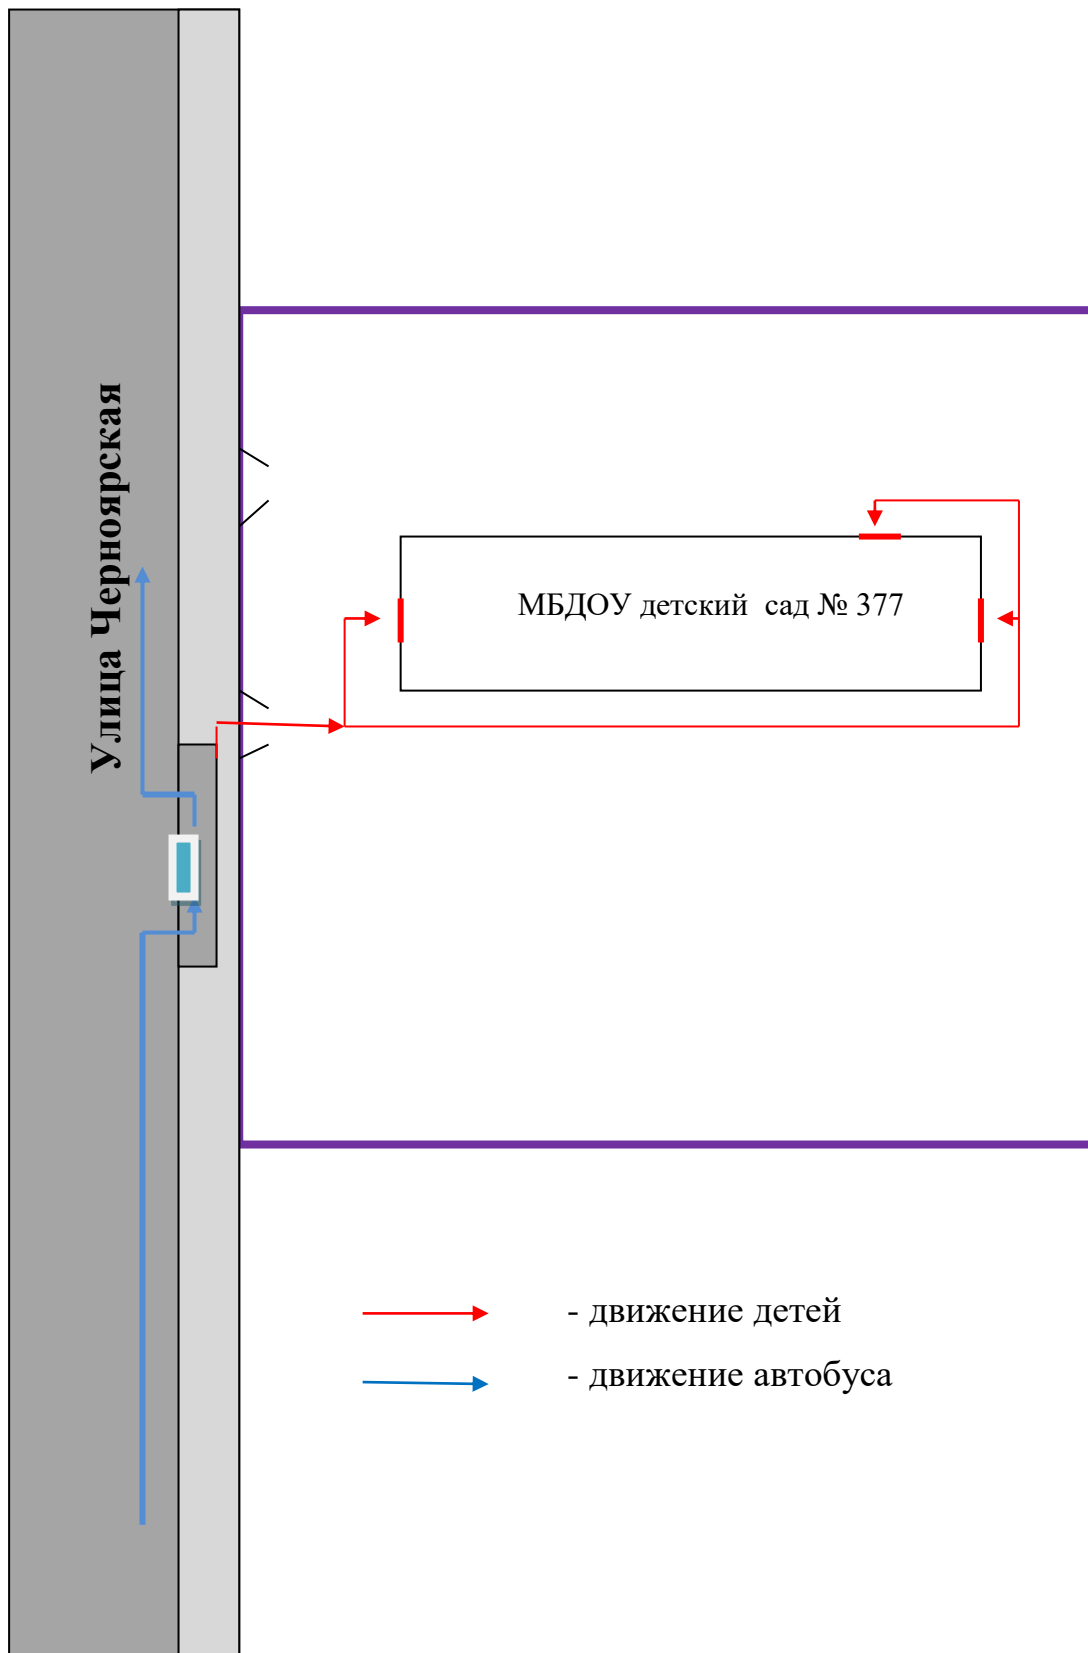 Улица Черноярская
МБДОУ детский сад № 377
- движение детей
- движение автобуса